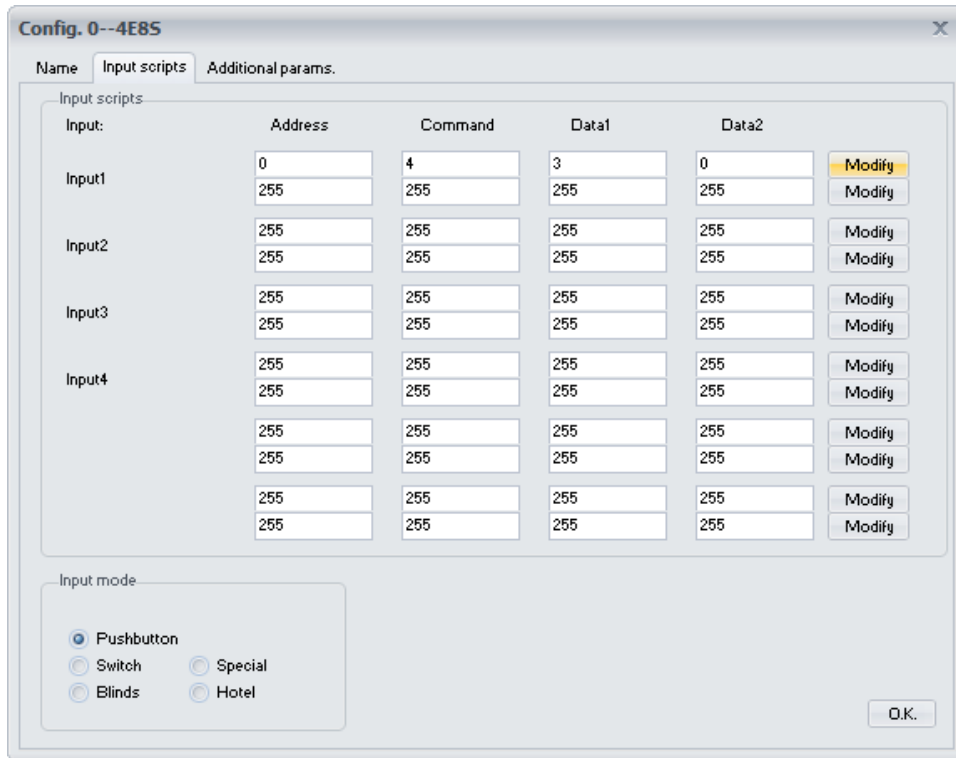 Config. 0--4E8S X
Name Input scripts Additional params.
Input scripts
Input: Address Command Data1 Data2
Input1
0 4 3 0 Modify
255 255 255 255 Modify
Input2
255 255 255 255 Modify
255 255 255 255 Modify
Input3
255 255 255 255 Modify
255 255 255 255 Modify
Input4
255 255 255 255 Modify
255 255 255 255 Modify
255 255 255 255 Modify
255 255 255 255 Modify
255 255 255 255 Modify
255 255 255 255 Modify
Input mode
Pushbutton
Switch Special
Blinds Hotel
O.K.